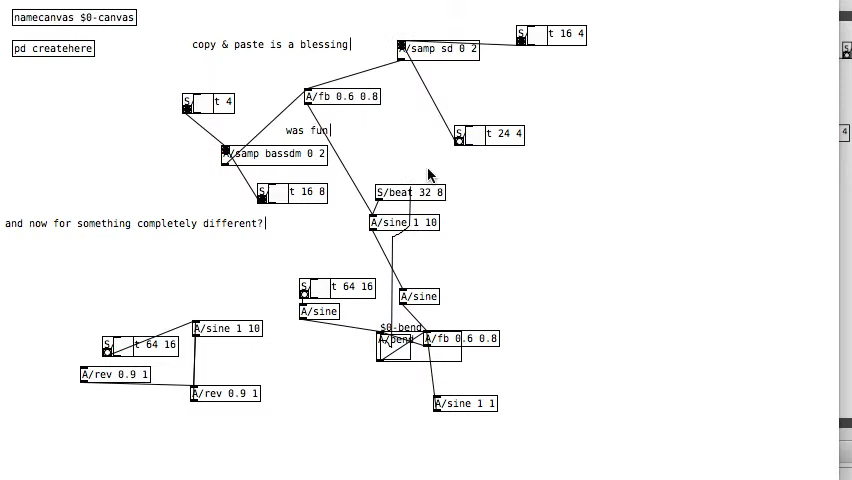 namecanvas $0-canvas
S/ t 16 4
copy & paste is a blessing
pd createhere
A/samp sd 0 2
A/fb 0.6 0.8
S/ t 4
was fun
S/ t 24 4
A/samp bassdm 0 2
S/ t 16 8
S/beat 32 8
and now for something completely different?
A/sine 1 10
S/ t 64 16
A/sine
A/sine
A/sine 1 10
$0-bend
A/bend
A/fb 0.6 0.8
S/ t 64 16
A/rev 0.9 1
A/rev 0.9 1
A/sine 1 1